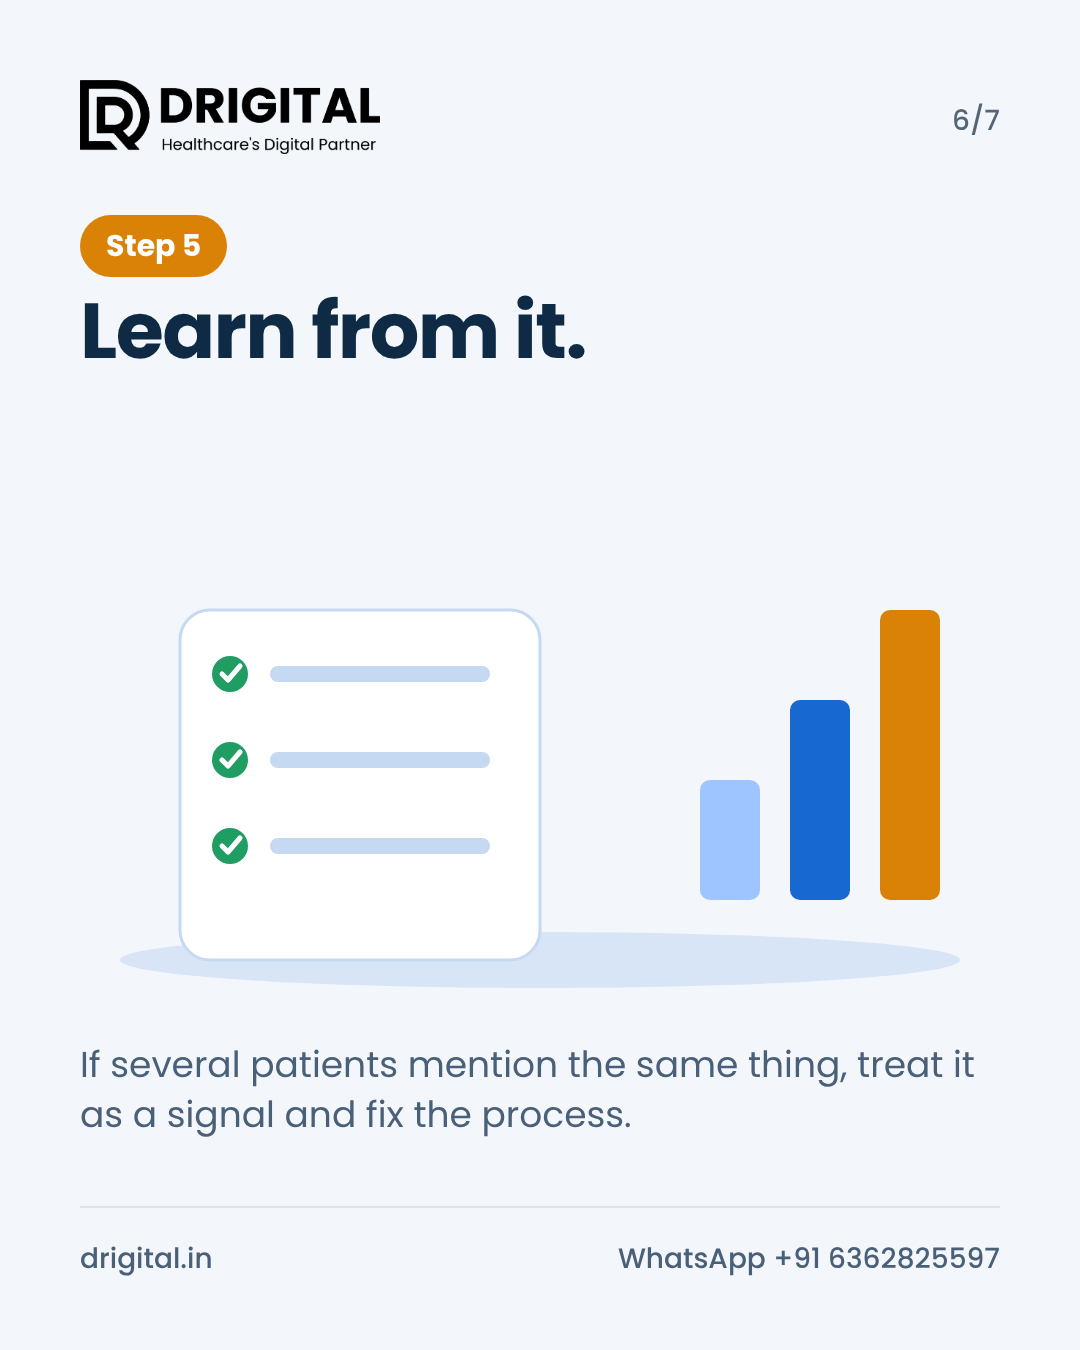 DRIGITAL
Healthcare's Digital Partner
6/7
Step 5
Learn from it.
If several patients mention the same thing, treat it
as a signal and fix the process.
drigital.in
WhatsApp +91 6362825597